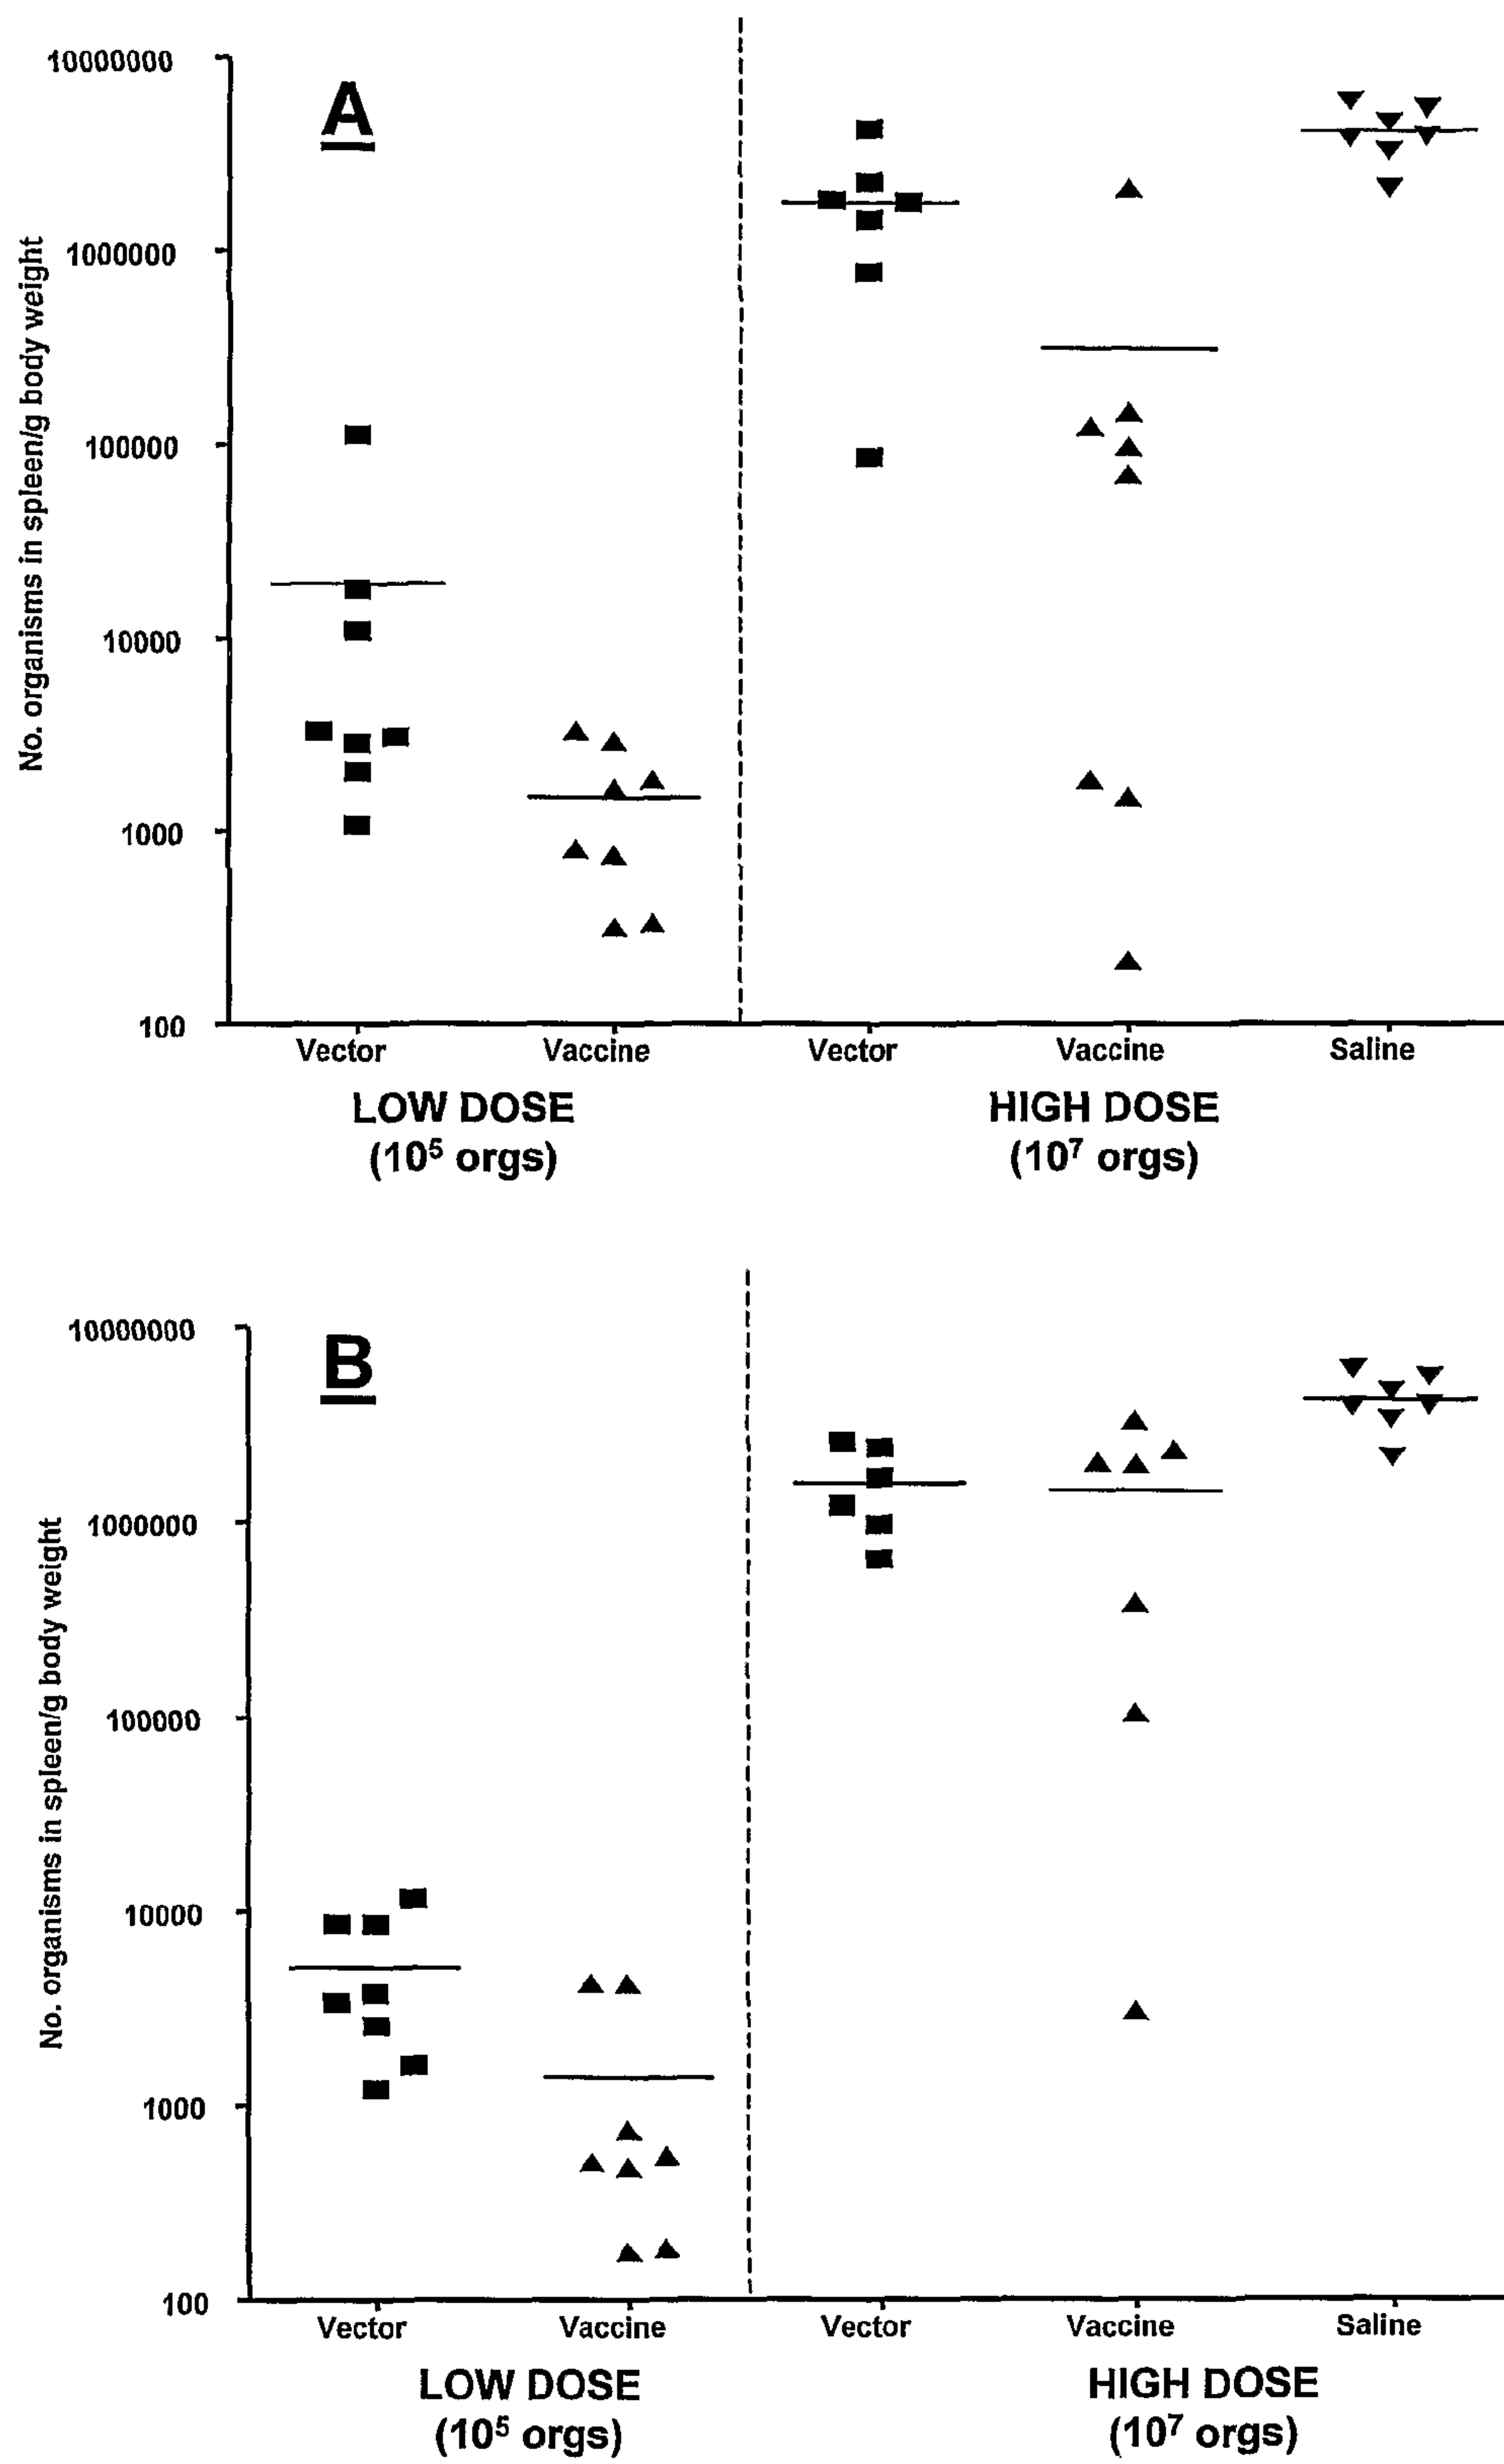 A
10000000
1000000
100000
10000
1000
100
No. organisms in spleen/g body weight
Vector Vaccine Vector Vaccine Saline
LOW DOSE HIGH DOSE
(10⁵ orgs) (10⁷ orgs)
B
10000000
1000000
100000
10000
1000
100
No. organisms in spleen/g body weight
Vector Vaccine Vector Vaccine Saline
LOW DOSE HIGH DOSE
(10⁵ orgs) (10⁷ orgs)